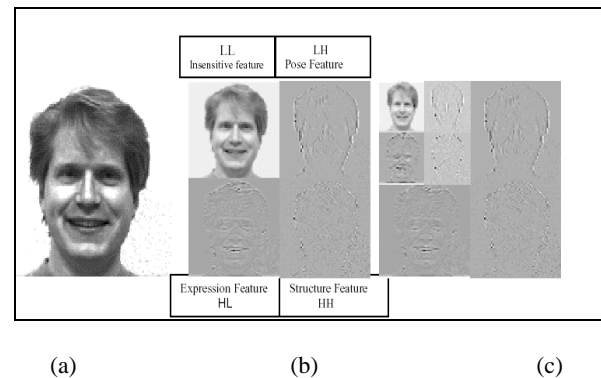 LL
Insensitive feature
LH
Pose Feature
Expression Feature
HL
Structure Feature
HH
(a) (b) (c)